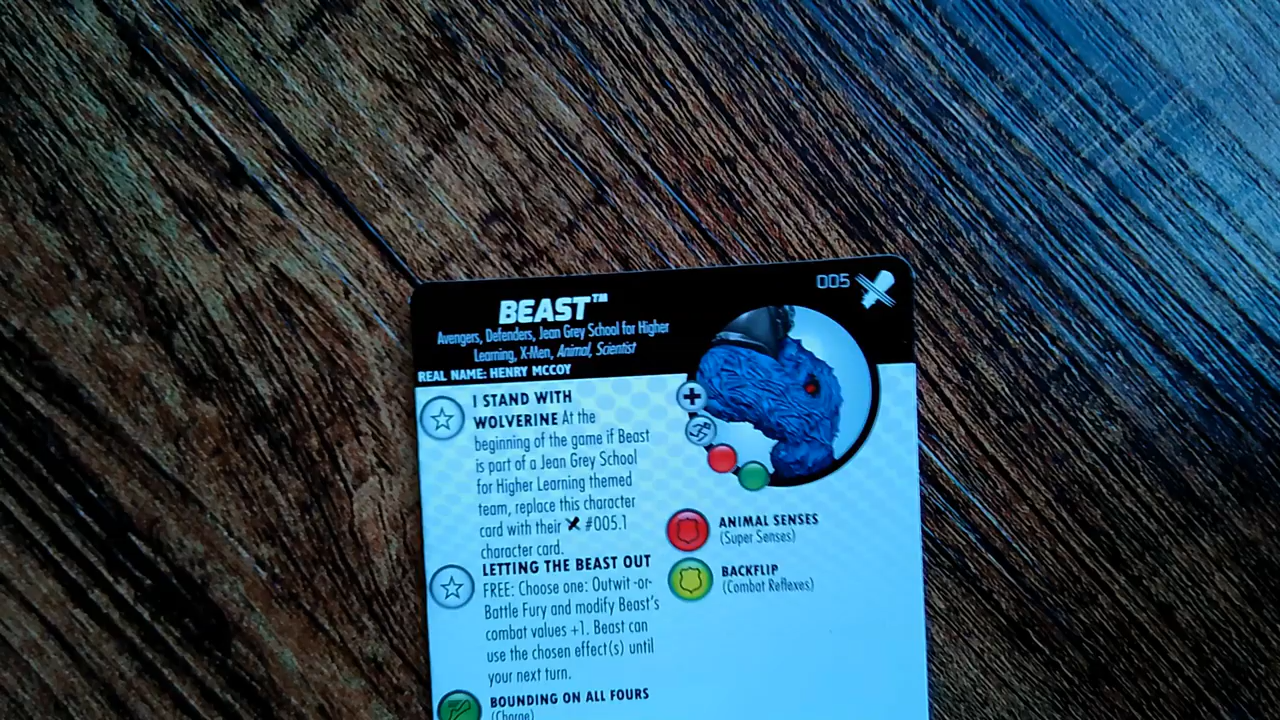 005
BEAST™
Avengers, Defenders, Jean Grey School for Higher
Learning, X-Men, Animal, Scientist
REAL NAME: HENRY MCCOY
I STAND WITH
WOLVERINE At the
beginning of the game if Beast
is part of a Jean Grey School
for Higher Learning themed
team, replace this character
card with their #005.1
character card.
LETTING THE BEAST OUT
FREE: Choose one: Outwit -or-
Battle Fury and modify Beast's
combat values +1. Beast can
use the chosen effect(s) until
your next turn.
BOUNDING ON ALL FOURS
(Charge)
ANIMAL SENSES
(Super Senses)
BACKFLIP
(Combat Reflexes)